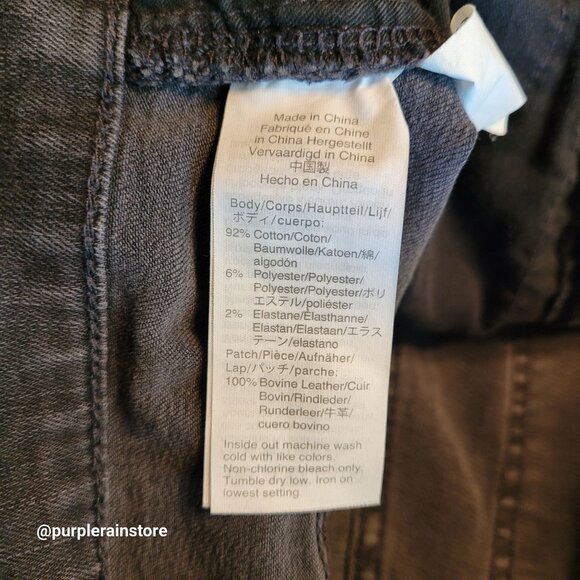 Made in China
Fabriqué en Chine
in China Hergestellt
Vervaardigd in China
中国製
Hecho en China
Body/Corps/Hauptteil/Lijf/
ボディ/cuerpo:
92% Cotton/Coton/
Baumwolle/Katoen/綿/
algodón
6% Polyester/Polyester/
Polyester/Polyester/ポリ
エステル/poliéster
2% Elastane/Élasthanne/
Elastan/Elastaan/エラス
テーン/elastano
Patch/Pièce/Aufnäher/
Lap/パッチ/parche:
100% Bovine Leather/Cuir
Bovin/Rindleder/
Runderleer/牛革/
cuero bovino
Inside out machine wash
cold with like colors.
Non-chlorine bleach only.
Tumble dry low. Iron on
lowest setting.
@purplerainstore